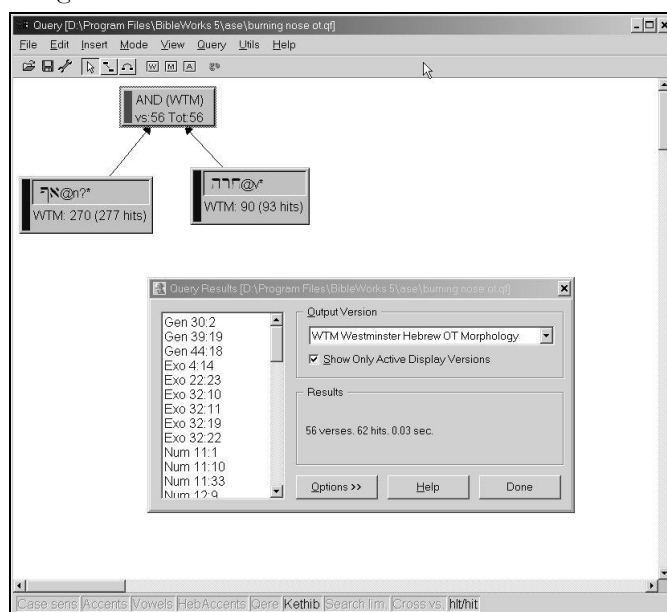 Query [D:\Program Files\BibleWorks 5\ase\burning nose ot.qf]
File Edit Insert Mode View Query Utils Help
W M A
AND (WTM)
vs:56 Tot:56
אף@n?*
WTM: 270 (277 hits)
חרה@v*
WTM: 90 (93 hits)
Query Results [D:\Program Files\BibleWorks 5\ase\burning nose ot.qf]
Gen 30:2
Gen 39:19
Gen 44:18
Exo 4:14
Exo 22:23
Exo 32:10
Exo 32:11
Exo 32:19
Exo 32:22
Num 11:1
Num 11:10
Num 11:33
Num 12:9
Output Version
WTM Westminster Hebrew OT Morphology
Show Only Active Display Versions
Results
56 verses. 62 hits. 0.03 sec.
Options >> Help Done
Case sens Accents Vowels HebAccents Qere Kethib Search lim. Cross vs. hlt/hit